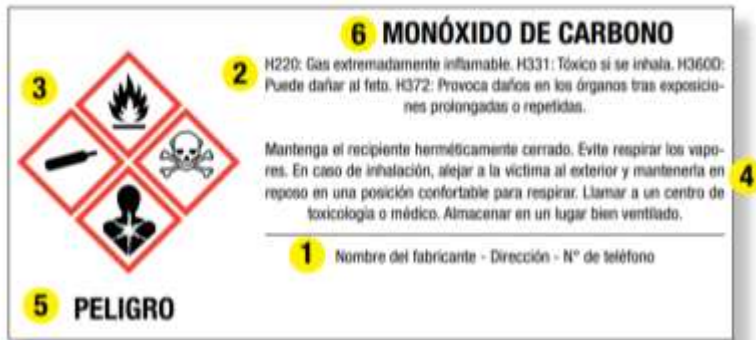 6 MONÓXIDO DE CARBONO
2 H220: Gas extremadamente inflamable. H331: Tóxico si se inhala. H360D:
Puede dañar al feto. H372: Provoca daños en los órganos tras exposicio-
nes prolongadas o repetidas.
3
Mantenga el recipiente herméticamente cerrado. Evite respirar los vapo-
res. En caso de inhalación, alejar a la víctima al exterior y mantenerla en
reposo en una posición confortable para respirar. Llamar a un centro de
toxicología o médico. Almacenar en un lugar bien ventilado.
4
1 Nombre del fabricante - Dirección - N° de teléfono
5 PELIGRO